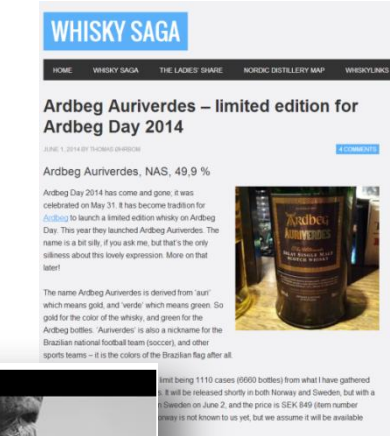 WHISKY SAGA
HOME WHISKY SAGA THE LADIES' SHARE NORDIC DISTILLERY MAP WHISKYLINKS
Ardbeg Auriverdes – limited edition for
Ardbeg Day 2014
JUNE 1, 2014 BY THOMAS
4 COMMENTS
Ardbeg Auriverdes, NAS, 49,9 %
Ardbeg Day 2014 has come and gone; it was
celebrated on May 31. It has become tradition for
Ardbeg to launch a limited edition whisky on Ardbeg
Day. This year they launched Ardbeg Auriverdes. The
name is a bit silly, if you ask me, but that's the only
silliness about this lovely expression. More on that
later!
The name Ardbeg Auriverdes is derived from 'auri'
which means gold, and 'verde' which means green. So
gold for the color of the whisky, and green for the
Ardbeg bottles. 'Auriverdes' is also a nickname for the
Brazilian national football team (soccer), and other
sports teams – it is the colors of the Brazilian flag after all.
Ardbeg
AURIVERDES
ISLAY SINGLE MALT
SCOTCH WHISKY
limit being 1110 cases (6660 bottles) from what I have gathered
s. It will be released shortly in both Norway and Sweden, but with a
n Sweden on June 2, and the price is SEK 849 (item number
orway is not known to us yet, but we assume it will be available